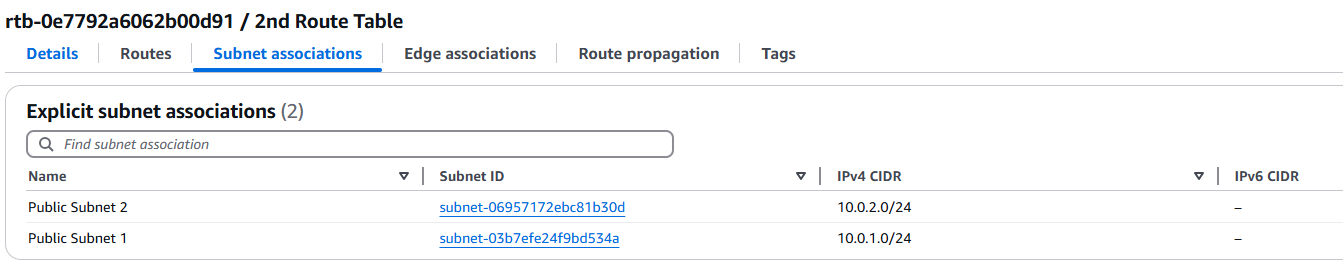 rtb-0e7792a6062b00d91 / 2nd Route Table
Details Routes Subnet associations Edge associations Route propagation Tags
Explicit subnet associations (2)
Find subnet association
Name Subnet ID IPv4 CIDR IPv6 CIDR
Public Subnet 2 subnet-06957172ebc81b30d 10.0.2.0/24 –
Public Subnet 1 subnet-03b7efe24f9bd534a 10.0.1.0/24 –